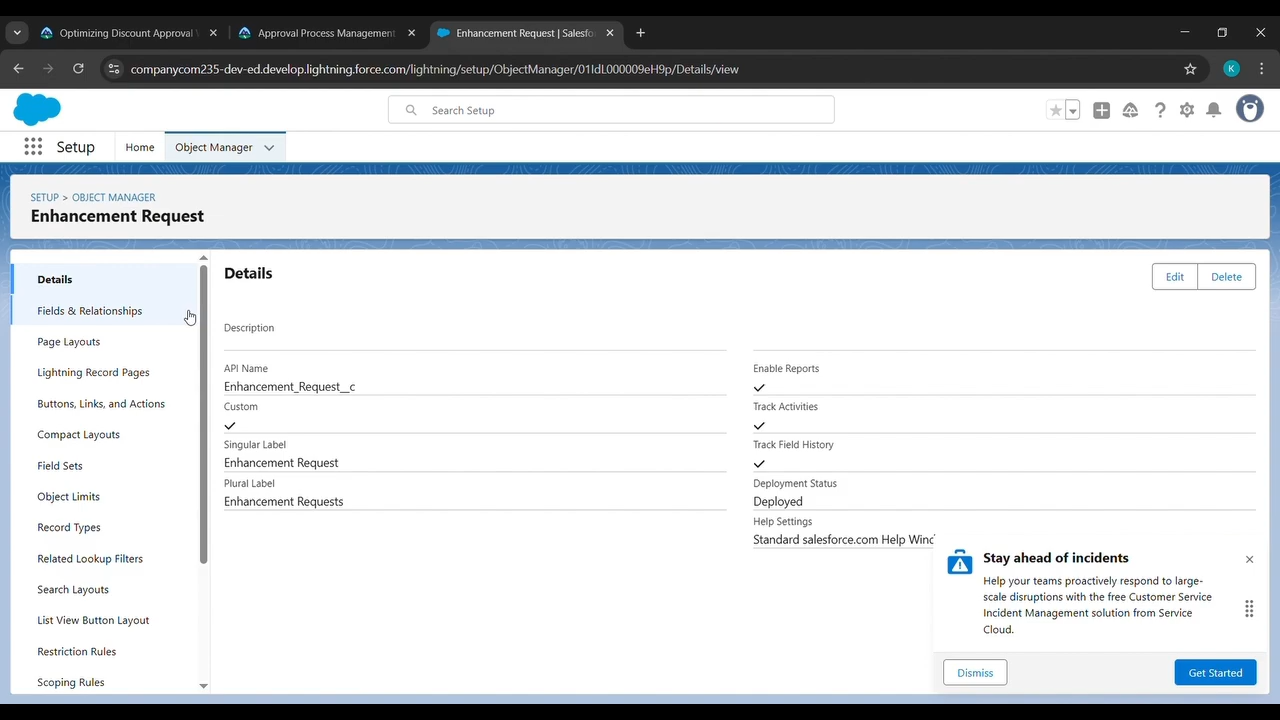 Optimizing Discount Approval
Approval Process Management
Enhancement Request | Salesfo
companycom235-dev-ed.develop.lightning.force.com/lightning/setup/ObjectManager/01IdL000009eH9p/Details/view
K
Search Setup
Setup
Home
Object Manager
SETUP > OBJECT MANAGER
Enhancement Request
Details
Fields & Relationships
Page Layouts
Lightning Record Pages
Buttons, Links, and Actions
Compact Layouts
Field Sets
Object Limits
Record Types
Related Lookup Filters
Search Layouts
List View Button Layout
Restriction Rules
Scoping Rules
Details
Edit
Delete
Description
API Name
Enhancement_Request__c
Custom
Singular Label
Enhancement Request
Plural Label
Enhancement Requests
Enable Reports
Track Activities
Track Field History
Deployment Status
Deployed
Help Settings
Standard salesforce.com Help Wind
Stay ahead of incidents
Help your teams proactively respond to large-
scale disruptions with the free Customer Service
Incident Management solution from Service
Cloud.
Dismiss
Get Started